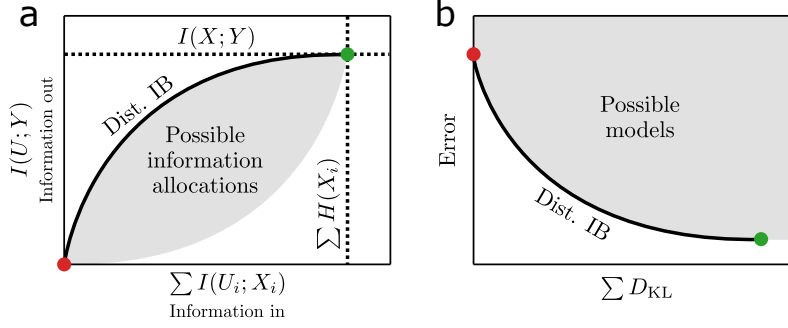 a
I(X; Y)
Dist. IB
Possible
information
allocations
I(U; Y)
Information out
∑ H(X_i)
∑ I(U_i; X_i)
Information in
b
Possible
models
Error
Dist. IB
∑ D_KL